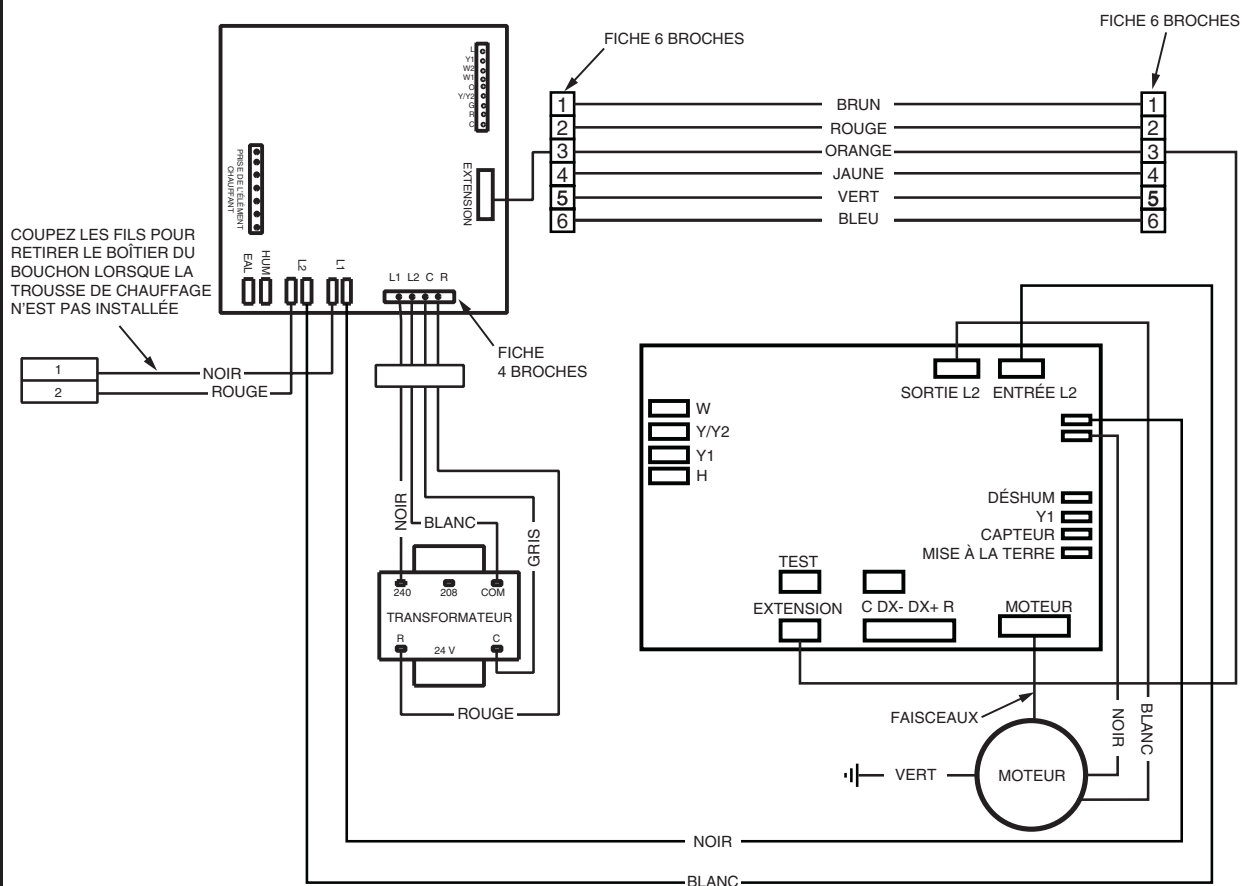 FICHE 6 BROCHES
FICHE 6 BROCHES
L
Y1
W2
W1
O
Y/Y2
G
R
C
1
2
3
4
5
6
BRUN
ROUGE
ORANGE
JAUNE
VERT
BLEU
1
2
3
4
5
6
PRISE DE L'ÉLÉMENT
CHAUFFANT
EXTENSION
COUPEZ LES FILS POUR
RETIRER LE BOÎTIER DU
BOUCHON LORSQUE LA
TROUSSE DE CHAUFFAGE
N'EST PAS INSTALLÉE
EAL
HUM
L2
L1
L1 L2 C R
FICHE
4 BROCHES
1
2
NOIR
ROUGE
SORTIE L2
ENTRÉE L2
W
Y/Y2
Y1
H
DÉSHUM
Y1
CAPTEUR
MISE À LA TERRE
TEST
EXTENSION
C DX- DX+ R
MOTEUR
NOIR
BLANC
GRIS
240
208
COM
TRANSFORMATEUR
R
24 V
C
ROUGE
FAISCEAUX
NOIR
BLANC
VERT
MOTEUR
NOIR
BLANC